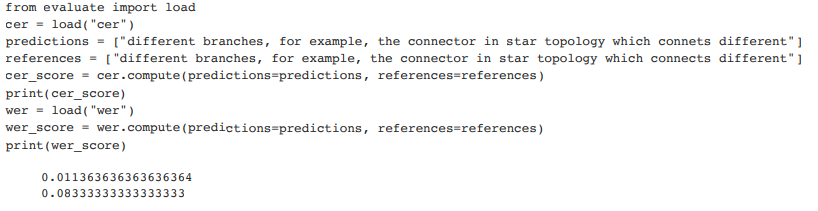 from evaluate import load
cer = load("cer")
predictions = ["different branches, for example, the connector in star topology which connets different"]
references = ["different branches, for example, the connector in star topology which connects different"]
cer_score = cer.compute(predictions=predictions, references=references)
print(cer_score)
wer = load("wer")
wer_score = wer.compute(predictions=predictions, references=references)
print(wer_score)
0.011363636363636364
0.08333333333333333